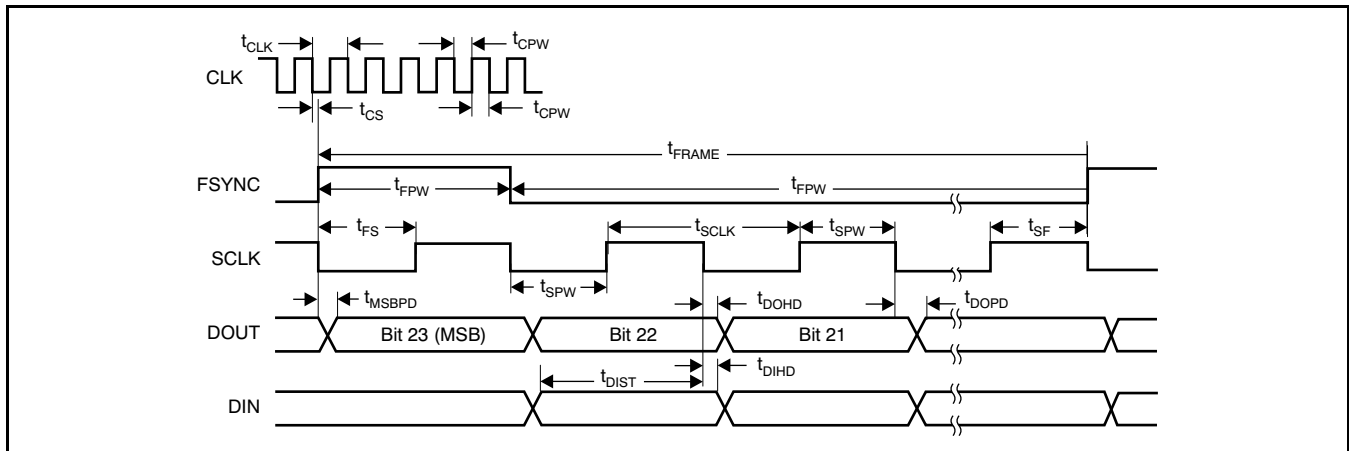 tCLK tCPW
CLK
tCS tCPW
tFRAME
FSYNC tFPW tFPW
tFS tSCLK tSPW tSF
SCLK
tSPW
tMSBPD tDOHD tDOPD
DOUT Bit 23 (MSB) Bit 22 Bit 21
tDIST tDIHD
DIN